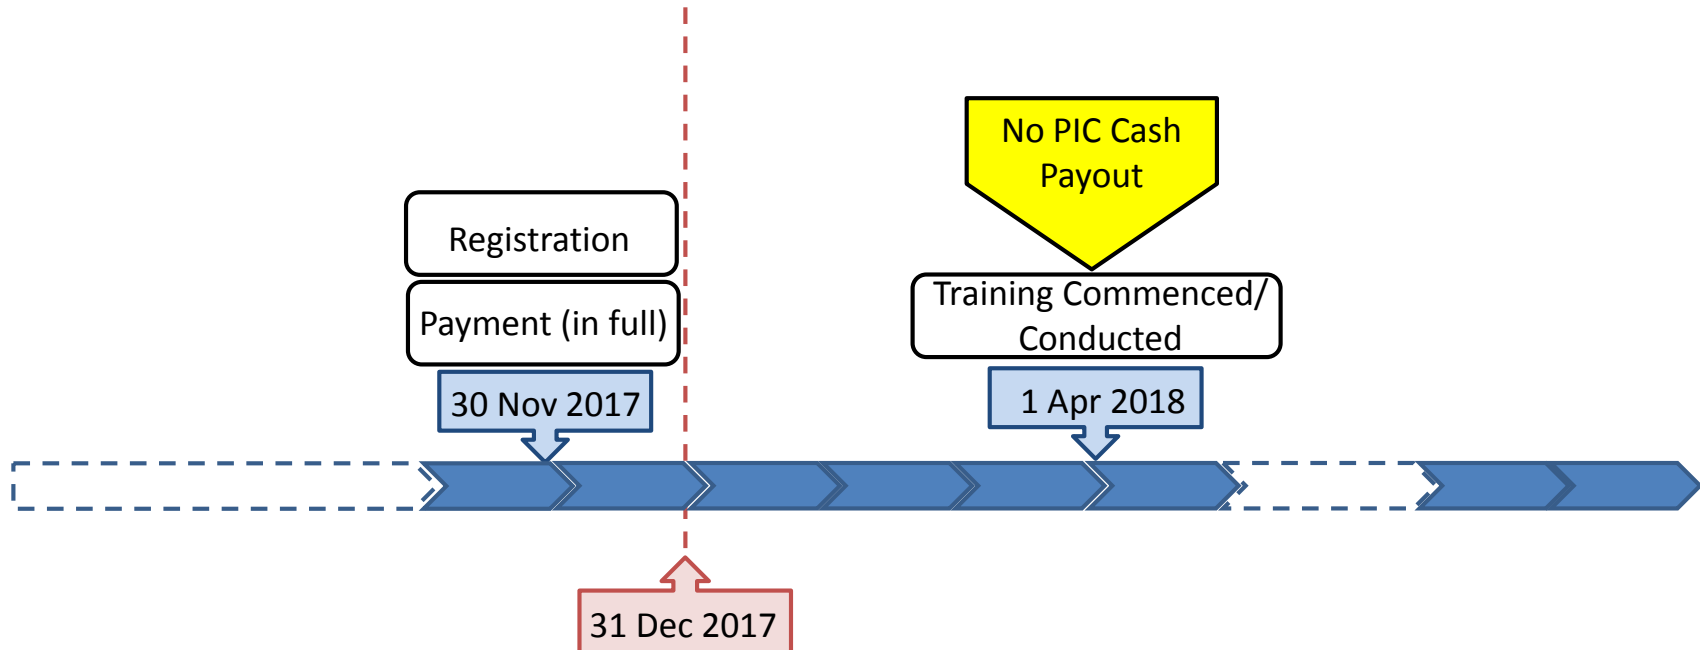 No PIC Cash
Payout
Registration
Payment (in full)
Training Commenced/
Conducted
30 Nov 2017
1 Apr 2018
31 Dec 2017